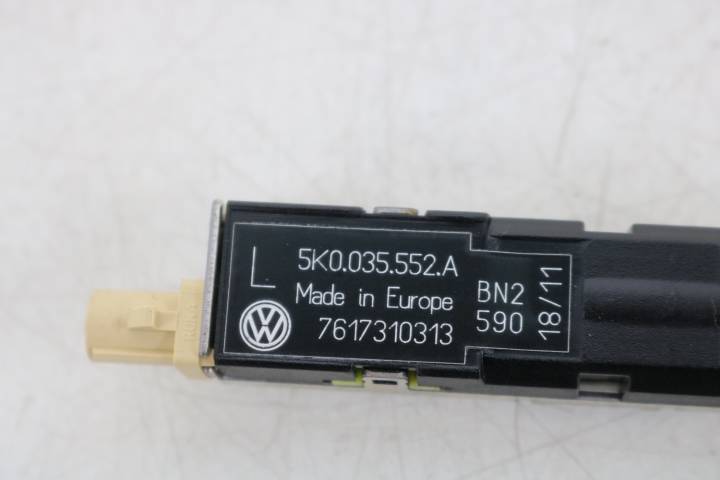 L
5K0.035.552.A
Made in Europe
7617310313
BN2
590
18/11